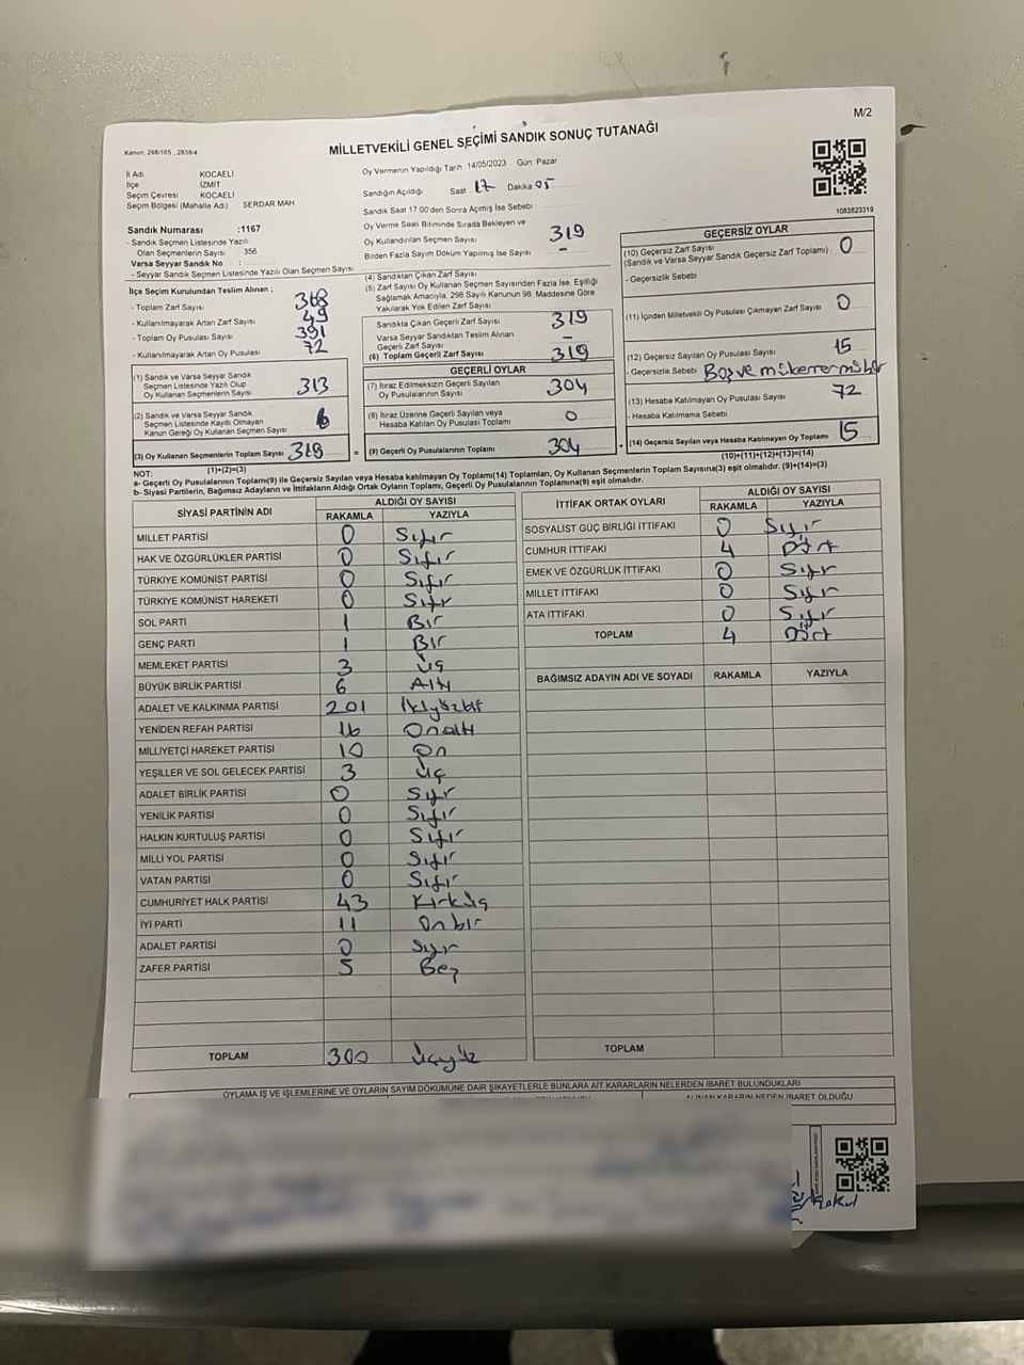 M/2
Kanun: 298/105
MİLLETVEKİLİ GENEL SEÇİMİ SANDIK SONUÇ TUTANAĞI
İl Adı KOCAELİ
İlçe İZMİT
Seçim Çevresi KOCAELİ
Seçim Bölgesi (Mahalle Adı) SERDAR MAH
Sandık Numarası :1167
- Sandık Seçmen Listesinde Yazılı
Olan Seçmenlerin Sayısı 356
Varsa Seyyar Sandık No :
- Seyyar Sandık Seçmen Listesinde Yazılı Olan Seçmen Sayısı
Oy Vermenin Yapıldığı Tarih 14/05/2023 Gün: Pazar
Sandığın Açıldığı Saat 17 Dakika 05
Sandık Saat 17:00'den Sonra Açılmış İse Sebebi
Oy Verme Saati Bitiminde Sırada Bekleyen ve
Oy Kullandırılan Seçmen Sayısı 319
Birden Fazla Sayım Döküm Yapılmış İse Sayısı -
1083823319
İlçe Seçim Kurulundan Teslim Alınan ;
- Toplam Zarf Sayısı 368
- Kullanılmayarak Artan Zarf Sayısı 49
- Toplam Oy Pusulası Sayısı 391
- Kullanılmayarak Artan Oy Pusulası 72
(1) Sandık ve Varsa Seyyar Sandık
Seçmen Listesinde Yazılı Olup
Oy Kullanan Seçmenlerin Sayısı 313
(2) Sandık ve Varsa Seyyar Sandık
Seçmen Listesinde Kayıtlı Olmayan
Kanun Gereği Oy Kullanan Seçmen Sayısı 6
(3) Oy Kullanan Seçmenlerin Toplam Sayısı 319
(1)+(2)=(3)
(4) Sandıktan Çıkan Zarf Sayısı
(5) Zarf Sayısı Oy Kullanan Seçmen Sayısından Fazla İse, Eşitliği
Sağlamak Amacıyla, 298 Sayılı Kanunun 98. Maddesine Göre
Yakılarak Yok Edilen Zarf Sayısı
Sandıkta Çıkan Geçerli Zarf Sayısı 319
Varsa Seyyar Sandıktan Teslim Alınan
Geçerli Zarf Sayısı -
(6) Toplam Geçerli Zarf Sayısı 319
GEÇERLİ OYLAR
(7) İtiraz Edilmeksizin Geçerli Sayılan
Oy Pusulalarının Sayısı 304
(8) İtiraz Üzerine Geçerli Sayılan veya
Hesaba Katılan Oy Pusulası Toplamı 0
= (9) Geçerli Oy Pusulalarının Toplamı 304
GEÇERSİZ OYLAR
(10) Geçersiz Zarf Sayısı 0
(Sandık ve Varsa Seyyar Sandık Geçersiz Zarf Toplamı)
- Geçersizlik Sebebi
(11) İçinden Milletvekili Oy Pusulası Çıkmayan Zarf Sayısı 0
(12) Geçersiz Sayılan Oy Pusulası Sayısı 15
- Geçersizlik Sebebi Boş ve mükerrer mühür
(13) Hesaba Katılmayan Oy Pusulası Sayısı 72
- Hesaba Katılmama Sebebi
+ (14) Geçersiz Sayılan veya Hesaba Katılmayan Oy Toplamı 15
(10)+(11)+(12)+(13)=(14)
NOT:
a- Geçerli Oy Pusulalarının Toplamı(9) ile Geçersiz Sayılan veya Hesaba katılmayan Oy Toplamı(14) Toplamları, Oy Kullanan Seçmenlerin Toplam Sayısına(3) eşit olmalıdır. (9)+(14)=(3)
b- Siyasi Partilerin, Bağımsız Adayların ve İttifakların Aldığı Ortak Oyların Toplamı, Geçerli Oy Pusulalarının Toplamına(9) eşit olmalıdır.
SİYASİ PARTİNİN ADI ALDIĞI OY SAYISI
RAKAMLA YAZIYLA
MİLLET PARTİSİ 0 Sıfır
HAK VE ÖZGÜRLÜKLER PARTİSİ 0 Sıfır
TÜRKİYE KOMÜNİST PARTİSİ 0 Sıfır
TÜRKİYE KOMÜNİST HAREKETİ 0 Sıfır
SOL PARTİ 1 Bir
GENÇ PARTİ 1 Bir
MEMLEKET PARTİSİ 3 Üç
BÜYÜK BİRLİK PARTİSİ 6 Altı
ADALET VE KALKINMA PARTİSİ 201 İkiyüzbir
YENİDEN REFAH PARTİSİ 16 Onaltı
MİLLİYETÇİ HAREKET PARTİSİ 10 On
YEŞİLLER VE SOL GELECEK PARTİSİ 3 Üç
ADALET BİRLİK PARTİSİ 0 Sıfır
YENİLİK PARTİSİ 0 Sıfır
HALKIN KURTULUŞ PARTİSİ 0 Sıfır
MİLLİ YOL PARTİSİ 0 Sıfır
VATAN PARTİSİ 0 Sıfır
CUMHURİYET HALK PARTİSİ 43 Kırküç
İYİ PARTİ 11 Onbir
ADALET PARTİSİ 0 Sıfır
ZAFER PARTİSİ 5 Beş
TOPLAM 300 Üçyüz
İTTİFAK ORTAK OYLARI ALDIĞI OY SAYISI
RAKAMLA YAZIYLA
SOSYALİST GÜÇ BİRLİĞİ İTTİFAKI 0 Sıfır
CUMHUR İTTİFAKI 4 Dört
EMEK VE ÖZGÜRLÜK İTTİFAKI 0 Sıfır
MİLLET İTTİFAKI 0 Sıfır
ATA İTTİFAKI 0 Sıfır
TOPLAM 4 Dört
BAĞIMSIZ ADAYIN ADI VE SOYADI RAKAMLA YAZIYLA
TOPLAM
OYLAMA İŞ VE İŞLEMLERİNE VE OYLARIN SAYIM DÖKÜMÜNE DAİR ŞİKAYETLERLE BUNLARA AİT KARARLARIN NELERDEN İBARET BULUNDUKLARI
ALINAN KARARIN NEDEN İBARET OLDUĞU